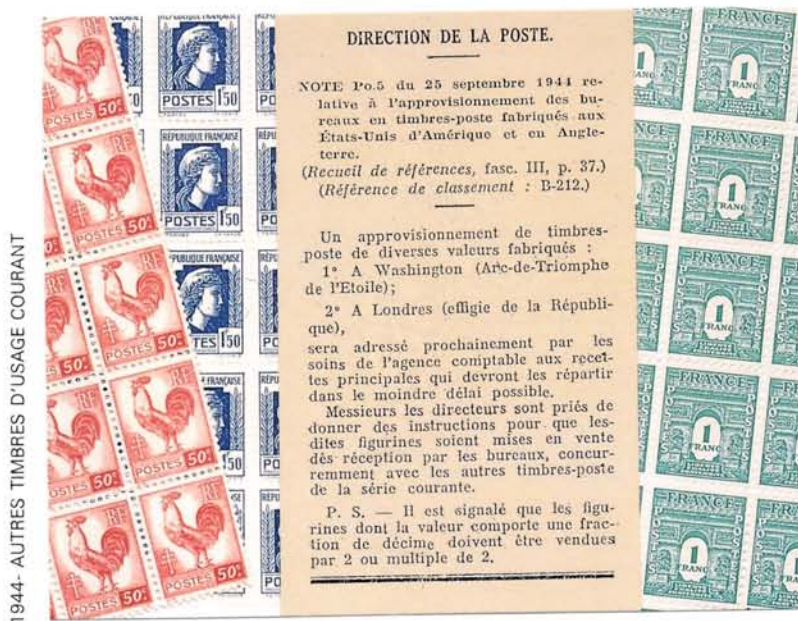 1944- AUTRES TIMBRES D'USAGE COURANT
DIRECTION DE LA POSTE.
NOTE Po.5 du 25 septembre 1944 re-
lative à l'approvisionnement des bu-
reaux en timbres-poste fabriqués aux
États-Unis d'Amérique et en Angle-
terre.
(Recueil de références, fasc. III, p. 37.)
(Référence de classement : B-212.)
Un approvisionnement de timbres-
poste de diverses valeurs fabriqués :
1° A Washington (Arc-de-Triomphe
de l'Etoile);
2° A Londres (effigie de la Républi-
que),
sera adressé prochainement par les
soins de l'agence comptable aux recet-
tes principales qui devront les répartir
dans le moindre délai possible.
Messieurs les directeurs sont priés de
donner des instructions pour que les-
dites figurines soient mises en vente
dès réception par les bureaux, concur-
remment avec les autres timbres-poste
de la série courante.
P. S. — Il est signalé que les figu-
rines dont la valeur comporte une frac-
tion de décime doivent être vendues
par 2 ou multiple de 2.
RF
POSTES 50c
RÉPUBLIQUE FRANÇAISE
POSTES 1F50
FRANCE
POSTES
1
FRANC